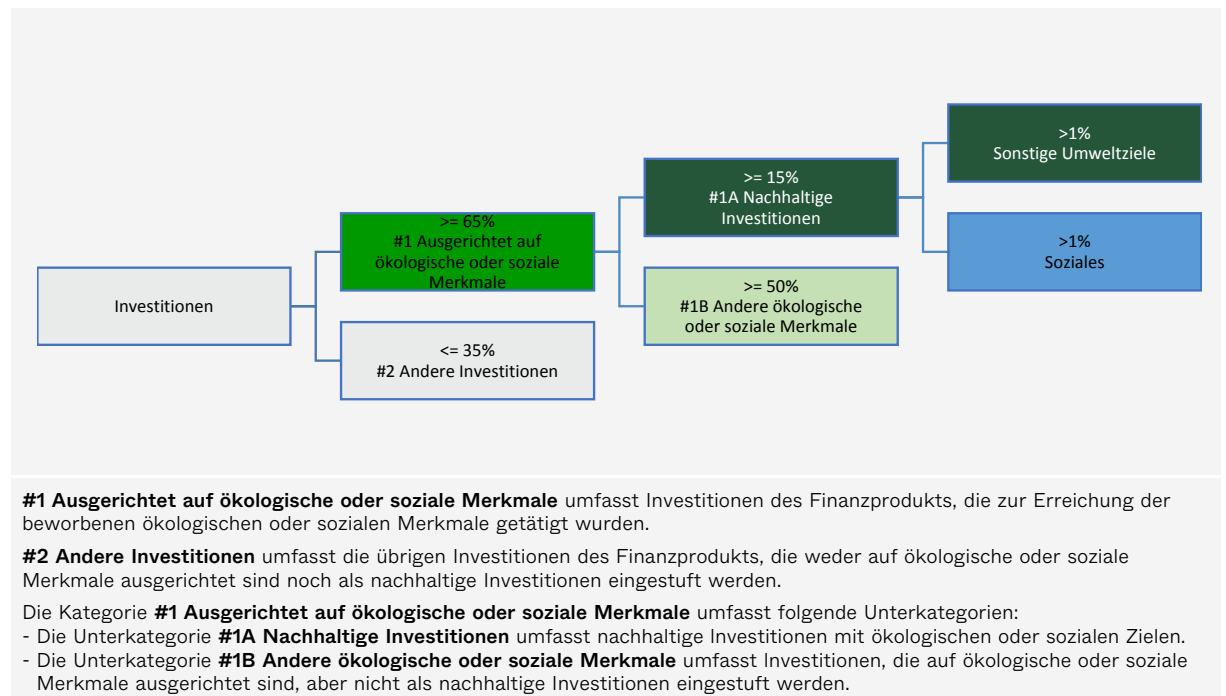 >1%
Sonstige Umweltziele
>= 15%
#1A Nachhaltige
Investitionen
>= 65%
#1 Ausgerichtet auf
ökologische oder soziale
Merkmale
>1%
Soziales
Investitionen
>= 50%
#1B Andere ökologische
oder soziale Merkmale
<= 35%
#2 Andere Investitionen
#1 Ausgerichtet auf ökologische oder soziale Merkmale umfasst Investitionen des Finanzprodukts, die zur Erreichung der
beworbenen ökologischen oder sozialen Merkmale getätigt wurden.
#2 Andere Investitionen umfasst die übrigen Investitionen des Finanzprodukts, die weder auf ökologische oder soziale
Merkmale ausgerichtet sind noch als nachhaltige Investitionen eingestuft werden.
Die Kategorie #1 Ausgerichtet auf ökologische oder soziale Merkmale umfasst folgende Unterkategorien:
- Die Unterkategorie #1A Nachhaltige Investitionen umfasst nachhaltige Investitionen mit ökologischen oder sozialen Zielen.
- Die Unterkategorie #1B Andere ökologische oder soziale Merkmale umfasst Investitionen, die auf ökologische oder soziale
Merkmale ausgerichtet sind, aber nicht als nachhaltige Investitionen eingestuft werden.